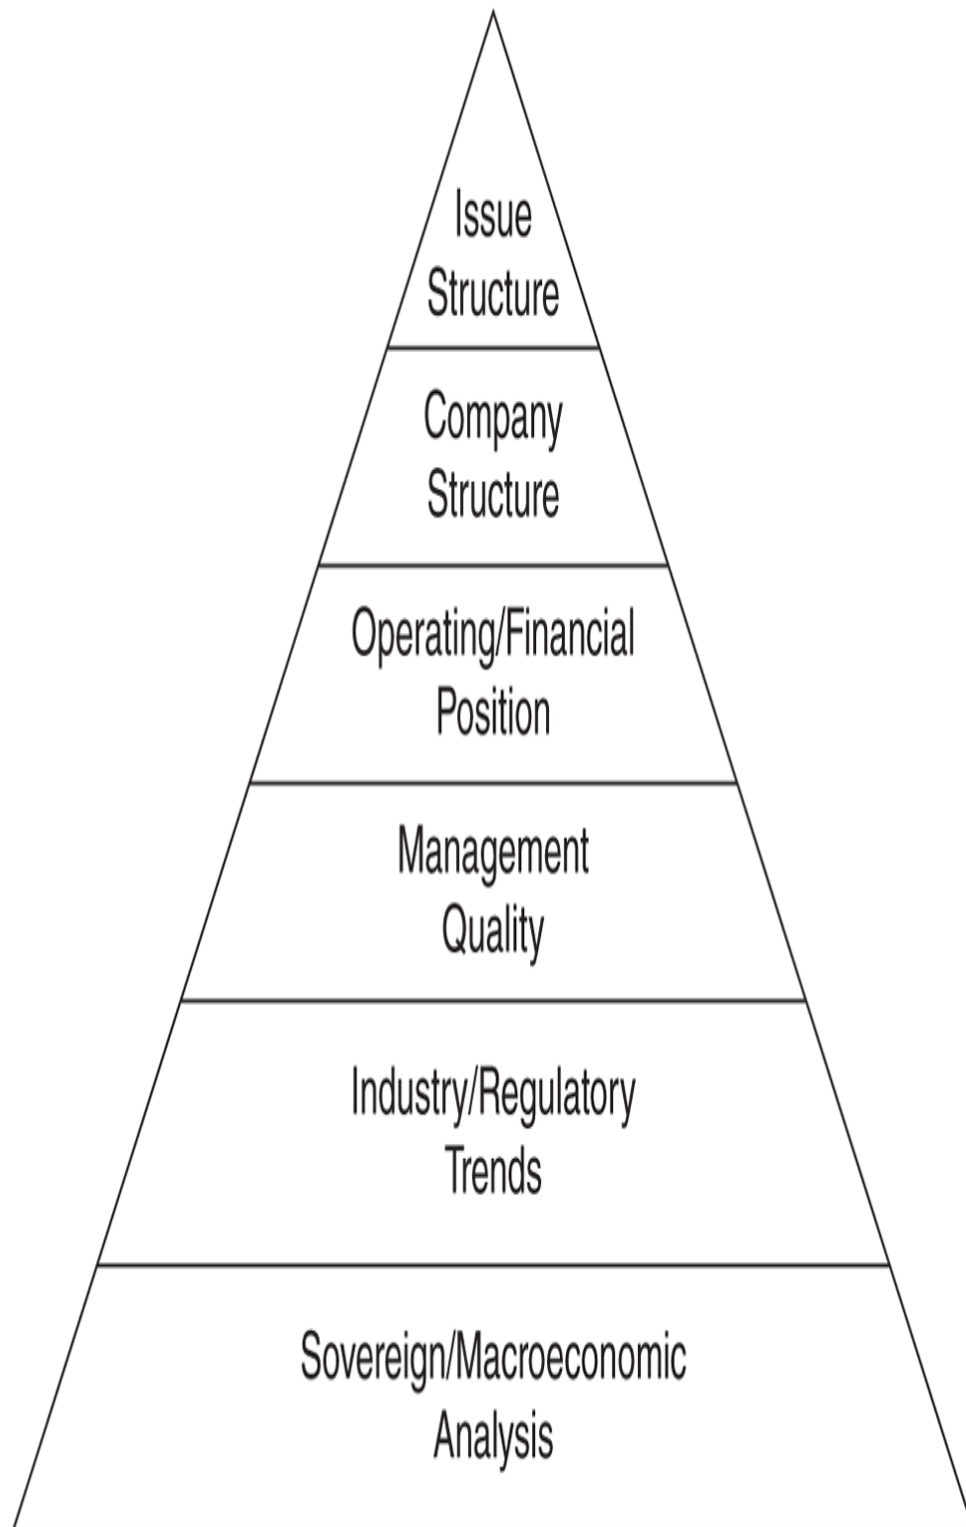 Issue
Structure
Company
Structure
Operating/Financial
Position
Management
Quality
Industry/Regulatory
Trends
Sovereign/Macroeconomic
Analysis